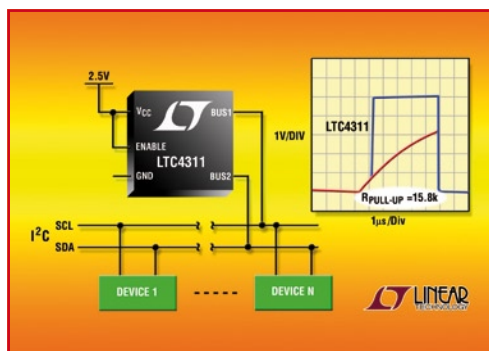 2.5V
VCC
BUS1
ENABLE
LTC4311
GND
BUS2
1V/DIV
LTC4311
RPULL-UP =15.8k
1µs/Div
I²C
SCL
SDA
DEVICE 1
DEVICE N
LINEAR
TECHNOLOGY